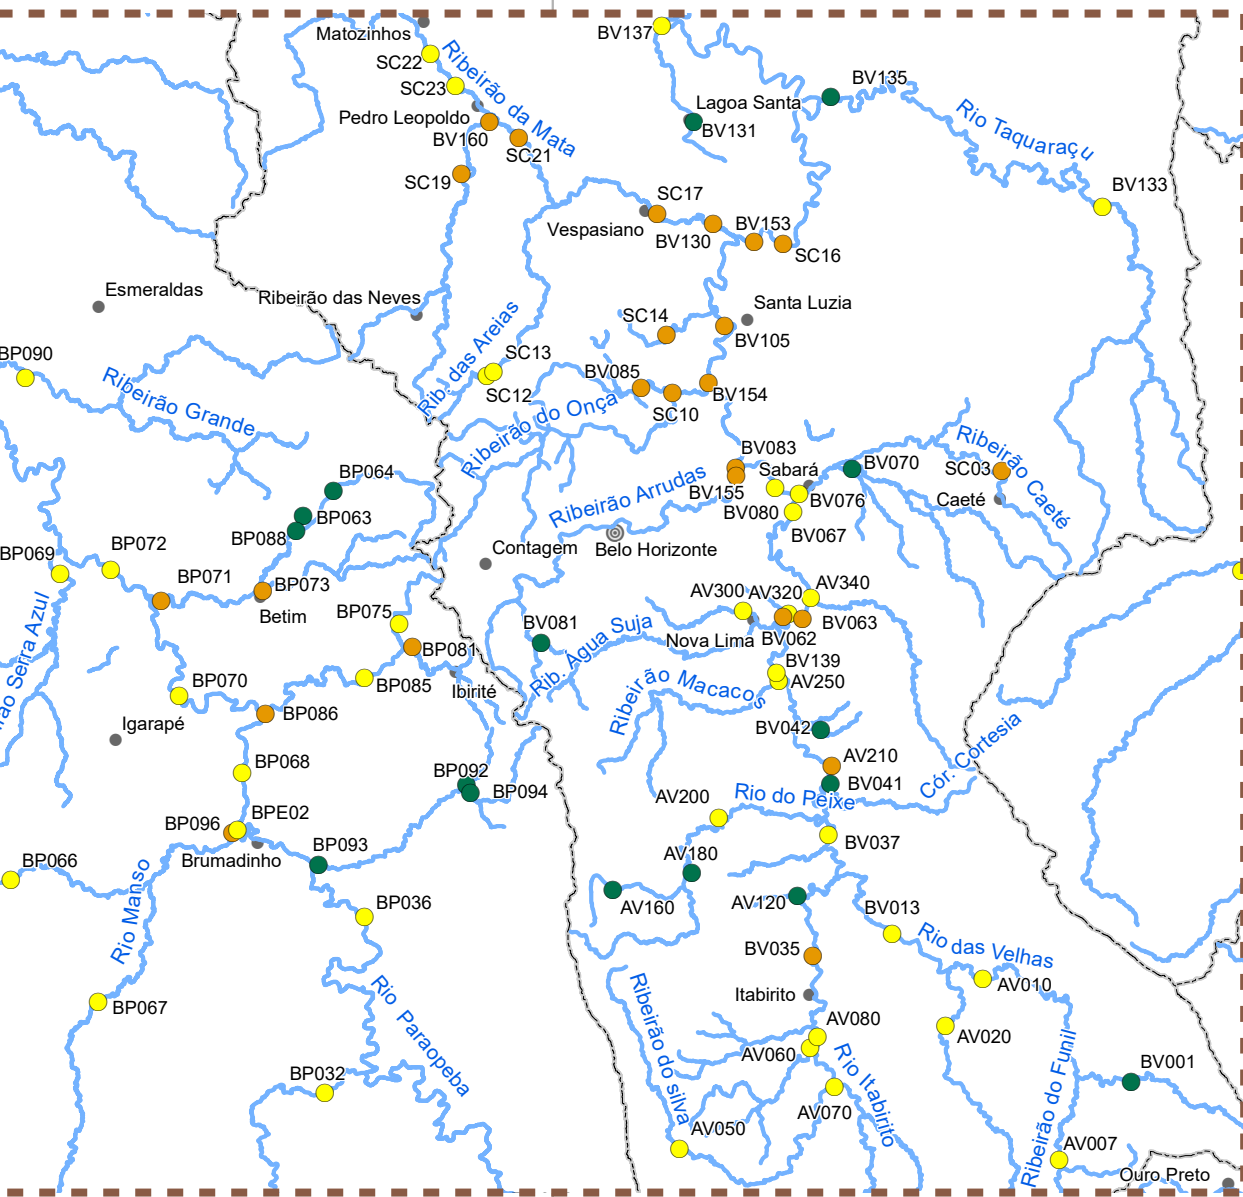 Matozinhos
SC22
SC23
Ribeirão da Mata
Pedro Leopoldo
BV160
SC21
SC19
BV137
BV135
Lagoa Santa
BV131
Rio Taquaraçu
BV133
SC17
Vespasiano
BV130
BV153
SC16
Esmeraldas
Ribeirão das Neves
Santa Luzia
SC14
BV105
BP090
Ribeirão Grande
Rib. das Areias
SC13
SC12
BV085
SC10
BV154
Ribeirão do Onça
BV083
Sabará
BV070
Ribeirão Caeté
SC03
Caeté
BP064
BP063
BP088
Ribeirão Arrudas
BV155
BV080
BV076
BV067
Contagem
Belo Horizonte
BP069
BP072
BP071
BP073
Betim
BP075
BP081
BV081
AV300
AV320
AV340
BV062
BV063
Nova Lima
Rib. Água Suja
rão Serra Azul
BP070
BP085
Ibirité
BV139
AV250
Ribeirão Macacos
Igarapé
BP086
BV042
BP068
AV210
BV041
Cór. Cortesia
BP092
BP094
AV200
Rio do Peixe
BP096
BPE02
Brumadinho
BP093
BV037
AV180
BP066
Rio Manso
AV160
AV120
BP036
BV013
Rio das Velhas
BV035
Itabirito
AV010
BP067
Rio Paraopeba
Ribeirão do silva
AV080
AV060
AV020
Rio Itabirito
Ribeirão do Funil
BP032
AV070
BV001
AV050
AV007
Ouro Preto